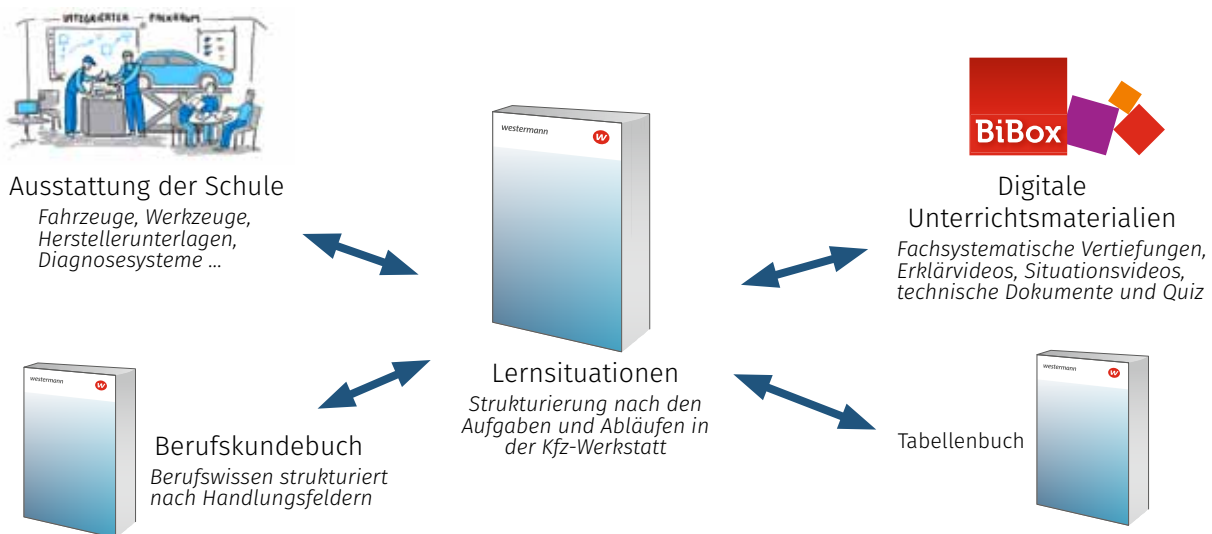 INTEGRIERTER FACHRAUM
westermann
W
BiBox
Ausstattung der Schule
Fahrzeuge, Werkzeuge,
Herstellerunterlagen,
Diagnosesysteme ...
Digitale
Unterrichtsmaterialien
Fachsystematische Vertiefungen,
Erklärvideos, Situationsvideos,
technische Dokumente und Quiz
Lernsituationen
Strukturierung nach den
Aufgaben und Abläufen in
der Kfz-Werkstatt
westermann
W
Berufskundebuch
Berufswissen strukturiert
nach Handlungsfeldern
Tabellenbuch
westermann
W